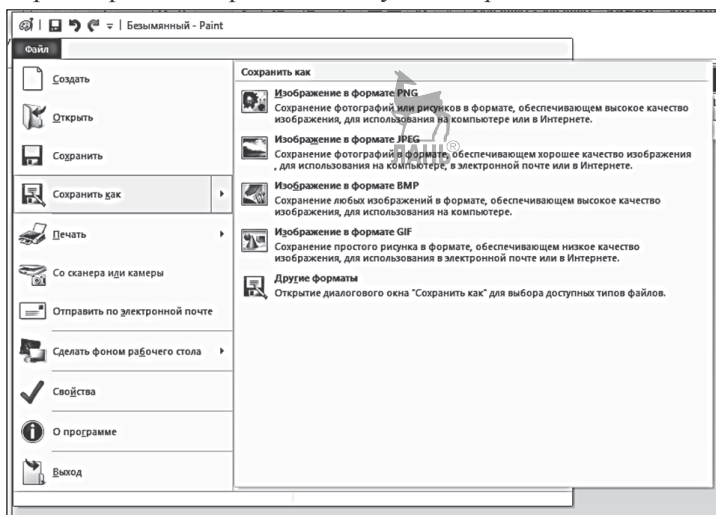 Безымянный - Paint
Файл
Создать
Открыть
Сохранить
Сохранить как
Печать
Со сканера или камеры
Отправить по электронной почте
Сделать фоном рабочего стола
Свойства
О программе
Выход
Сохранить как
Изображение в формате PNG
Сохранение фотографий или рисунков в формате, обеспечивающем высокое качество
изображения, для использования на компьютере или в Интернете.
Изображение в формате JPEG
Сохранение фотографий в формате, обеспечивающем хорошее качество изображения
, для использования на компьютере, в электронной почте или в Интернете.
Изображение в формате BMP
Сохранение любых изображений в формате, обеспечивающем высокое качество
изображения, для использования на компьютере.
Изображение в формате GIF
Сохранение простого рисунка в формате, обеспечивающем низкое качество
изображения, для использования в электронной почте или в Интернете.
Другие форматы
Открытие диалогового окна "Сохранить как" для выбора доступных типов файлов.
ЛАНЬ®